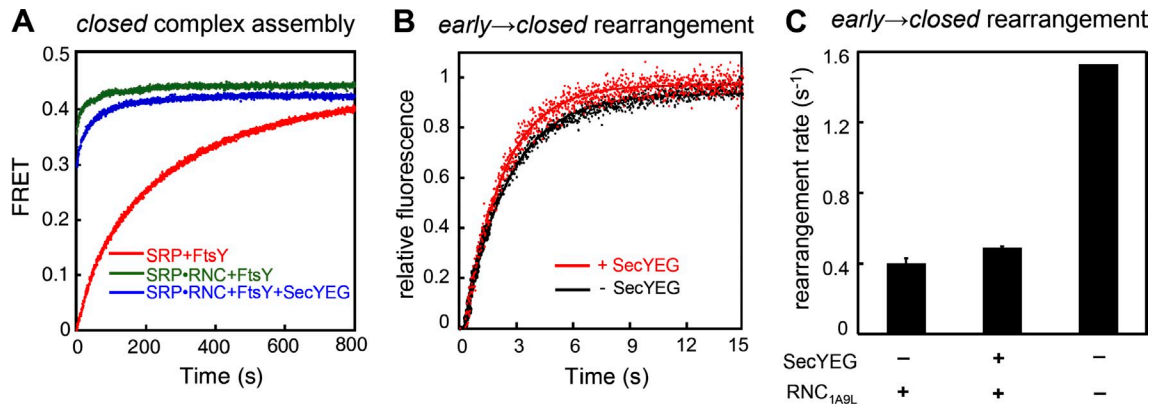 A closed complex assembly
0.5
0.4
0.3
0.2
0.1
0
FRET
SRP+FtsY
SRP•RNC+FtsY
SRP•RNC+FtsY+SecYEG
0 200 400 600 800
Time (s)
B early→closed rearrangement
1
0.8
0.6
0.4
0.2
0
relative fluorescence
+ SecYEG
- SecYEG
0 3 6 9 12 15
Time (s)
C early→closed rearrangement
1.6
1.2
0.8
0.4
0
rearrangement rate (s⁻¹)
SecYEG − + −
RNC1A9L + + −